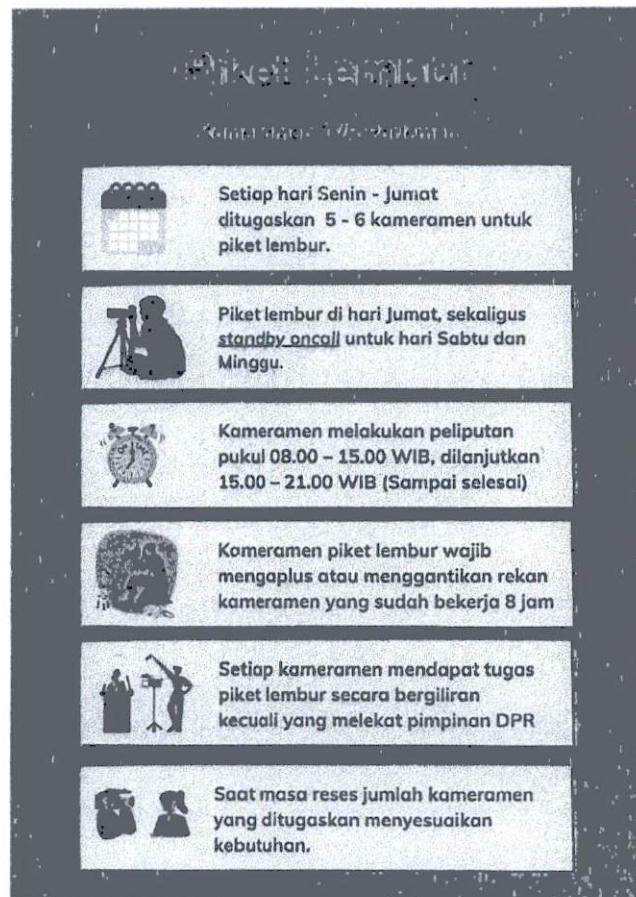 Piket Lembur
Setiap hari Senin - Jumat
ditugaskan 5 - 6 kameramen untuk
piket lembur.
Piket lembur di hari Jumat, sekaligus
standby oncall untuk hari Sabtu dan
Minggu.
Kameramen melakukan peliputan
pukul 08.00 – 15.00 WIB, dilanjutkan
15.00 – 21.00 WIB (Sampai selesai)
Kameramen piket lembur wajib
mengaplus atau menggantikan rekan
kameramen yang sudah bekerja 8 jam
Setiap kameramen mendapat tugas
piket lembur secara bergiliran
kecuali yang melekat pimpinan DPR
Saat masa reses jumlah kameramen
yang ditugaskan menyesuaikan
kebutuhan.